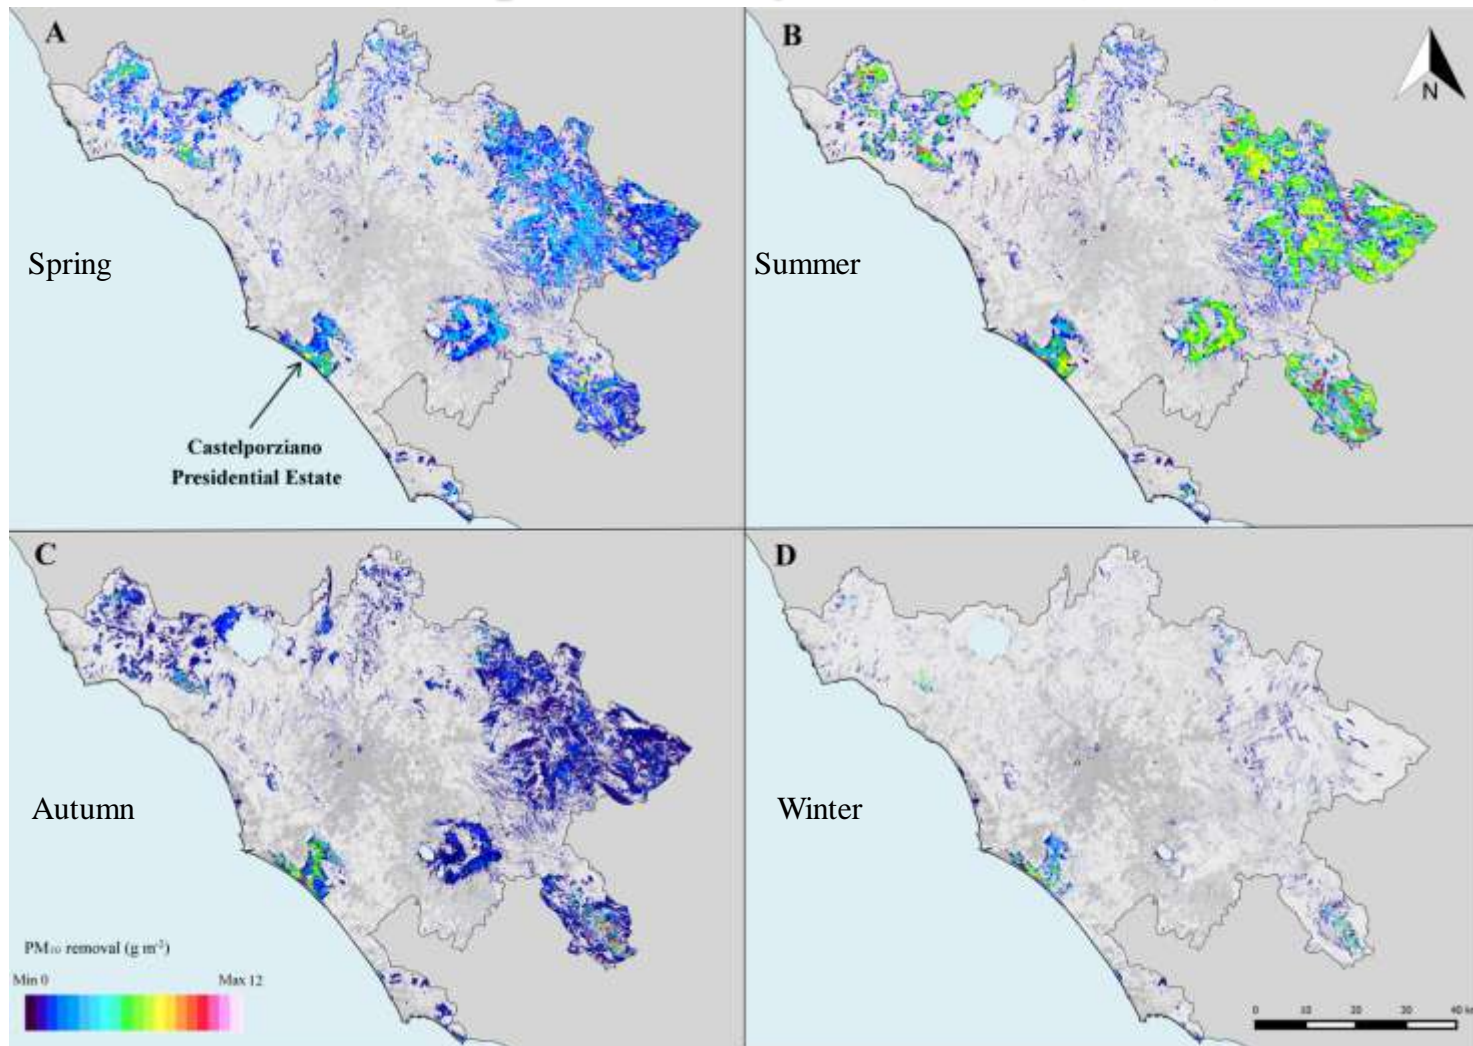 A
B
N
Spring
Summer
Castelporziano
Presidential Estate
C
D
Autumn
Winter
PM₁₀ removal (g m⁻²)
Min 0
Max 12
0 10 20 30 40 km